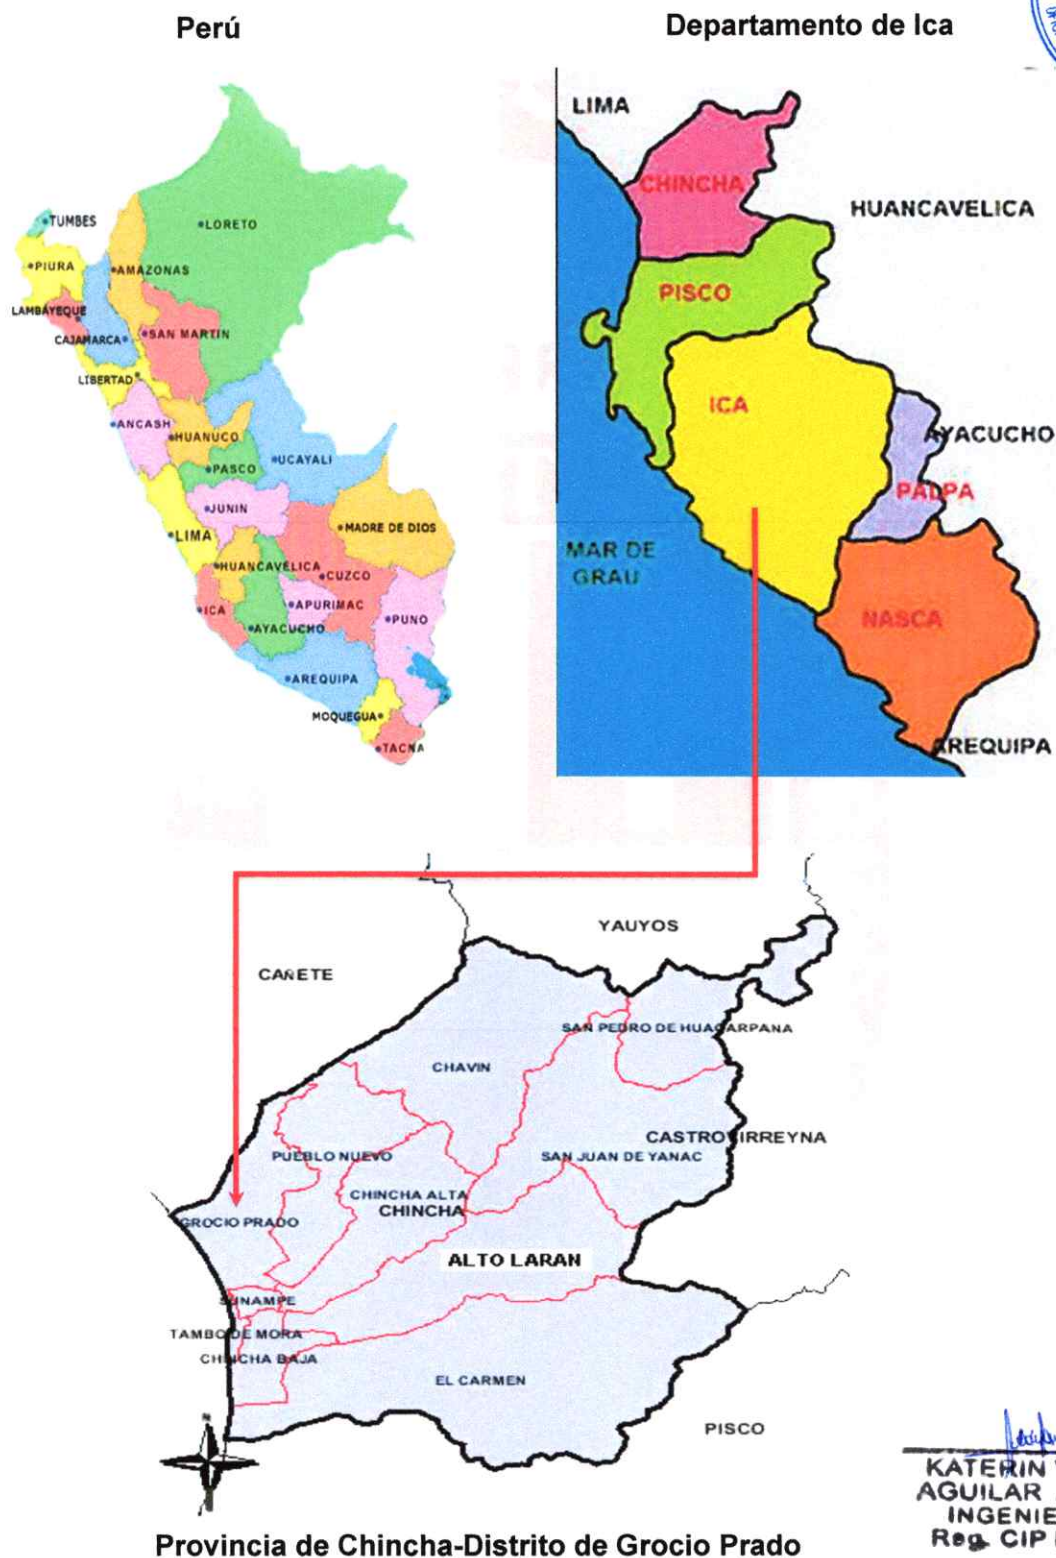 Perú
Departamento de Ica
TUMBES
LORETO
PIURA
AMAZONAS
LAMBAYEQUE
CAJAMARCA
SAN MARTIN
LIBERTAD
ANCASH
HUANUCO
PASCO
UCAYALI
JUNIN
LIMA
MADRE DE DIOS
HUANCAVELICA
CUZCO
ICA
APURIMAC
AYACUCHO
PUNO
AREQUIPA
MOQUEGUA
TACNA
LIMA
CHINCHA
HUANCAVELICA
PISCO
ICA
AYACUCHO
PALPA
MAR DE
GRAU
NASCA
AREQUIPA
YAUYOS
CAÑETE
SAN PEDRO DE HUACARPANA
CHAVIN
CASTROVIRREYNA
PUEBLO NUEVO
SAN JUAN DE YANAC
CHINCHA ALTA
CHINCHA
GROCIO PRADO
ALTO LARAN
SUNAMPE
TAMBO DE MORA
CHINCHA BAJA
EL CARMEN
PISCO
N
KATERIN
AGUILAR
INGENIE
Reg. CIP
Provincia de Chincha-Distrito de Grocio Prado